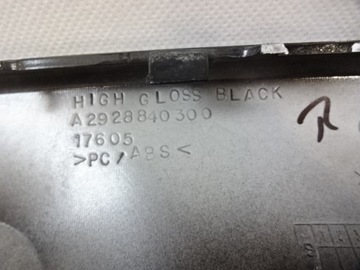 HIGH GLOSS BLACK
A2928840300
17605
>PC/ABS<